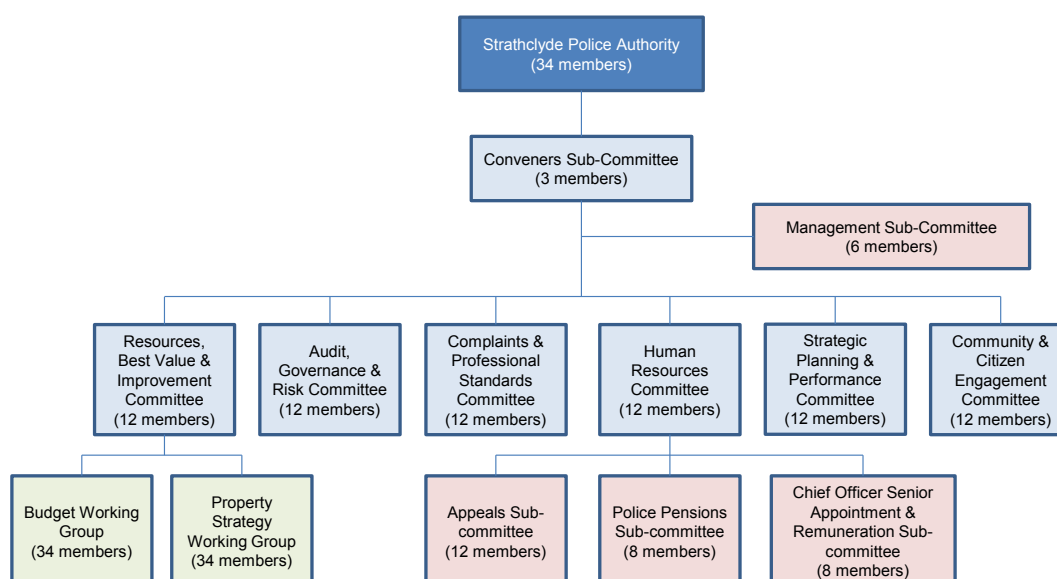 Strathclyde Police Authority
(34 members)
Conveners Sub-Committee
(3 members)
Management Sub-Committee
(6 members)
Resources,
Best Value &
Improvement
Committee
(12 members)
Audit,
Governance &
Risk Committee
(12 members)
Complaints &
Professional
Standards
Committee
(12 members)
Human
Resources
Committee
(12 members)
Strategic
Planning &
Performance
Committee
(12 members)
Community &
Citizen
Engagement
Committee
(12 members)
Budget Working
Group
(34 members)
Property
Strategy
Working Group
(34 members)
Appeals Sub-
committee
(12 members)
Police Pensions
Sub-committee
(8 members)
Chief Officer Senior
Appointment &
Remuneration Sub-
committee
(8 members)